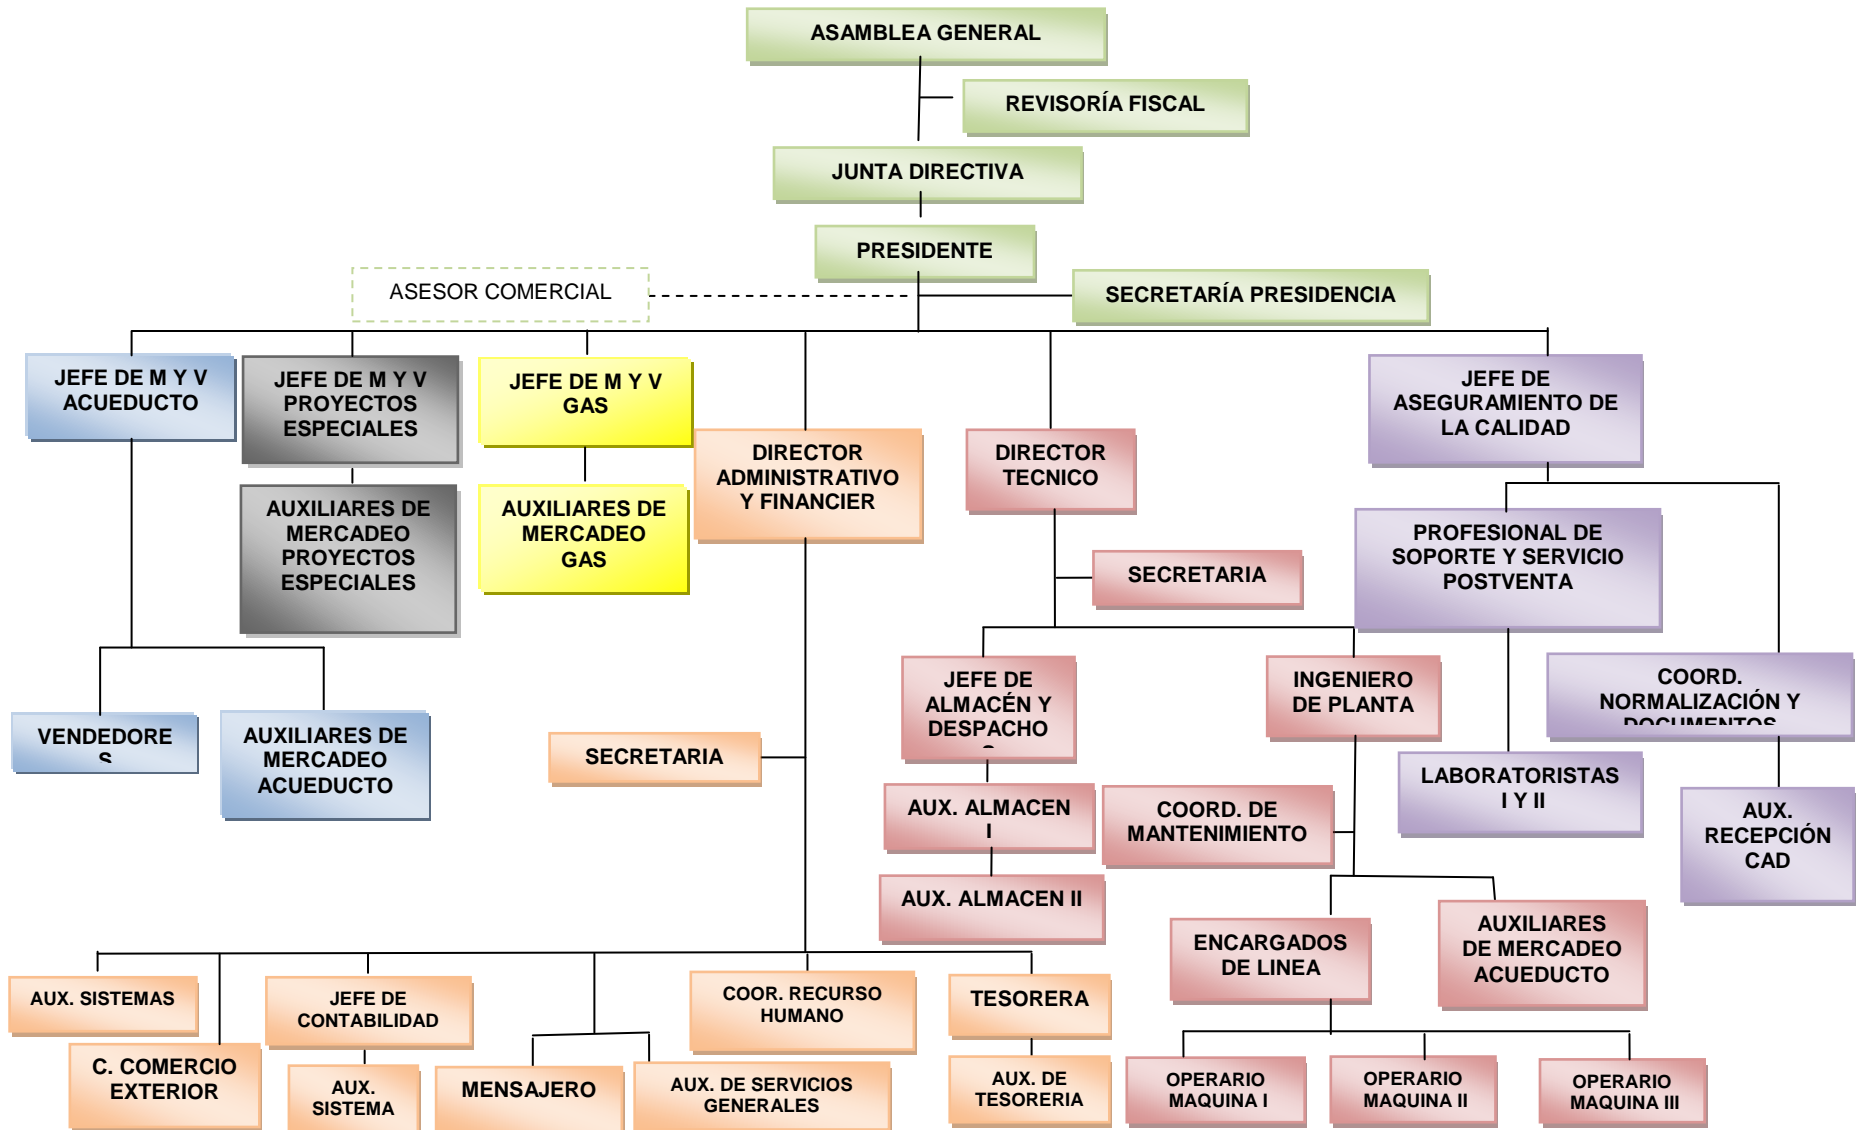 ASAMBLEA GENERAL
REVISORÍA FISCAL
JUNTA DIRECTIVA
PRESIDENTE
ASESOR COMERCIAL
SECRETARÍA PRESIDENCIA
JEFE DE M Y V
ACUEDUCTO
JEFE DE M Y V
PROYECTOS
ESPECIALES
JEFE DE M Y V
GAS
DIRECTOR
ADMINISTRATIVO
Y FINANCIER
DIRECTOR
TECNICO
JEFE DE
ASEGURAMIENTO DE
LA CALIDAD
AUXILIARES DE
MERCADEO
PROYECTOS
ESPECIALES
AUXILIARES DE
MERCADEO
GAS
PROFESIONAL DE
SOPORTE Y SERVICIO
POSTVENTA
SECRETARIA
JEFE DE
ALMACÉN Y
DESPACHO
S
INGENIERO
DE PLANTA
COORD.
NORMALIZACIÓN Y
DOCUMENTOS
VENDEDORE
S
AUXILIARES DE
MERCADEO
ACUEDUCTO
SECRETARIA
LABORATORISTAS
I Y II
AUX. ALMACEN
I
COORD. DE
MANTENIMIENTO
AUX.
RECEPCIÓN
CAD
AUX. ALMACEN II
ENCARGADOS
DE LINEA
AUXILIARES
DE MERCADEO
ACUEDUCTO
AUX. SISTEMAS
JEFE DE
CONTABILIDAD
COOR. RECURSO
HUMANO
TESORERA
C. COMERCIO
EXTERIOR
AUX.
SISTEMA
MENSAJERO
AUX. DE SERVICIOS
GENERALES
AUX. DE
TESORERIA
OPERARIO
MAQUINA I
OPERARIO
MAQUINA II
OPERARIO
MAQUINA III